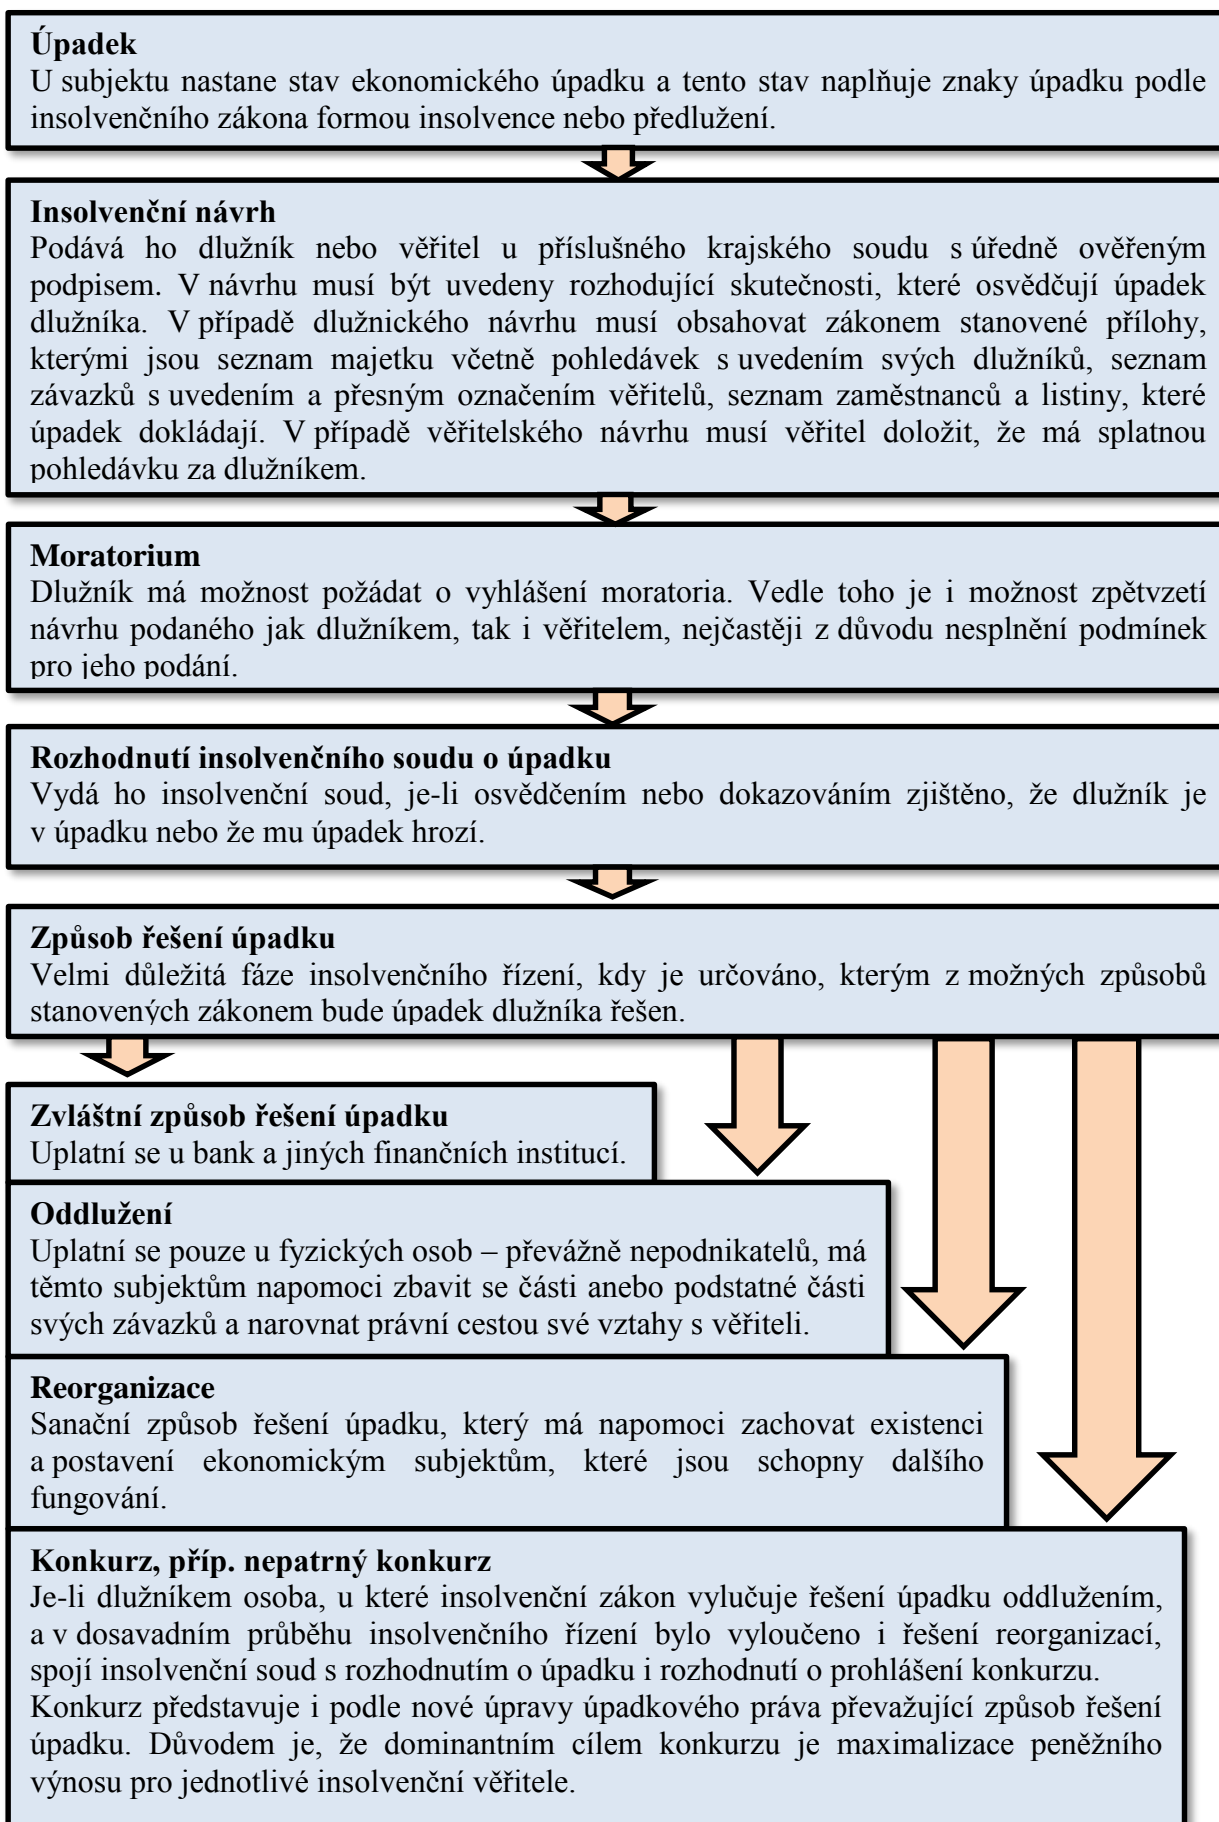 Úpadek
U subjektu nastane stav ekonomického úpadku a tento stav naplňuje znaky úpadku podle
insolvenčního zákona formou insolvence nebo předlužení.
Insolvenční návrh
Podává ho dlužník nebo věřitel u příslušného krajského soudu s úředně ověřeným
podpisem. V návrhu musí být uvedeny rozhodující skutečnosti, které osvědčují úpadek
dlužníka. V případě dlužnického návrhu musí obsahovat zákonem stanovené přílohy,
kterými jsou seznam majetku včetně pohledávek s uvedením svých dlužníků, seznam
závazků s uvedením a přesným označením věřitelů, seznam zaměstnanců a listiny, které
úpadek dokládají. V případě věřitelského návrhu musí věřitel doložit, že má splatnou
pohledávku za dlužníkem.
Moratorium
Dlužník má možnost požádat o vyhlášení moratoria. Vedle toho je i možnost zpětvzetí
návrhu podaného jak dlužníkem, tak i věřitelem, nejčastěji z důvodu nesplnění podmínek
pro jeho podání.
Rozhodnutí insolvenčního soudu o úpadku
Vydá ho insolvenční soud, je-li osvědčením nebo dokazováním zjištěno, že dlužník je
v úpadku nebo že mu úpadek hrozí.
Způsob řešení úpadku
Velmi důležitá fáze insolvenčního řízení, kdy je určováno, kterým z možných způsobů
stanovených zákonem bude úpadek dlužníka řešen.
Zvláštní způsob řešení úpadku
Uplatní se u bank a jiných finančních institucí.
Oddlužení
Uplatní se pouze u fyzických osob – převážně nepodnikatelů, má
těmto subjektům napomoci zbavit se části anebo podstatné části
svých závazků a narovnat právní cestou své vztahy s věřiteli.
Reorganizace
Sanační způsob řešení úpadku, který má napomoci zachovat existenci
a postavení ekonomickým subjektům, které jsou schopny dalšího
fungování.
Konkurz, příp. nepatrný konkurz
Je-li dlužníkem osoba, u které insolvenční zákon vylučuje řešení úpadku oddlužením,
a v dosavadním průběhu insolvenčního řízení bylo vyloučeno i řešení reorganizací,
spojí insolvenční soud s rozhodnutím o úpadku i rozhodnutí o prohlášení konkurzu.
Konkurz představuje i podle nové úpravy úpadkového práva převažující způsob řešení
úpadku. Důvodem je, že dominantním cílem konkurzu je maximalizace peněžního
výnosu pro jednotlivé insolvenční věřitele.